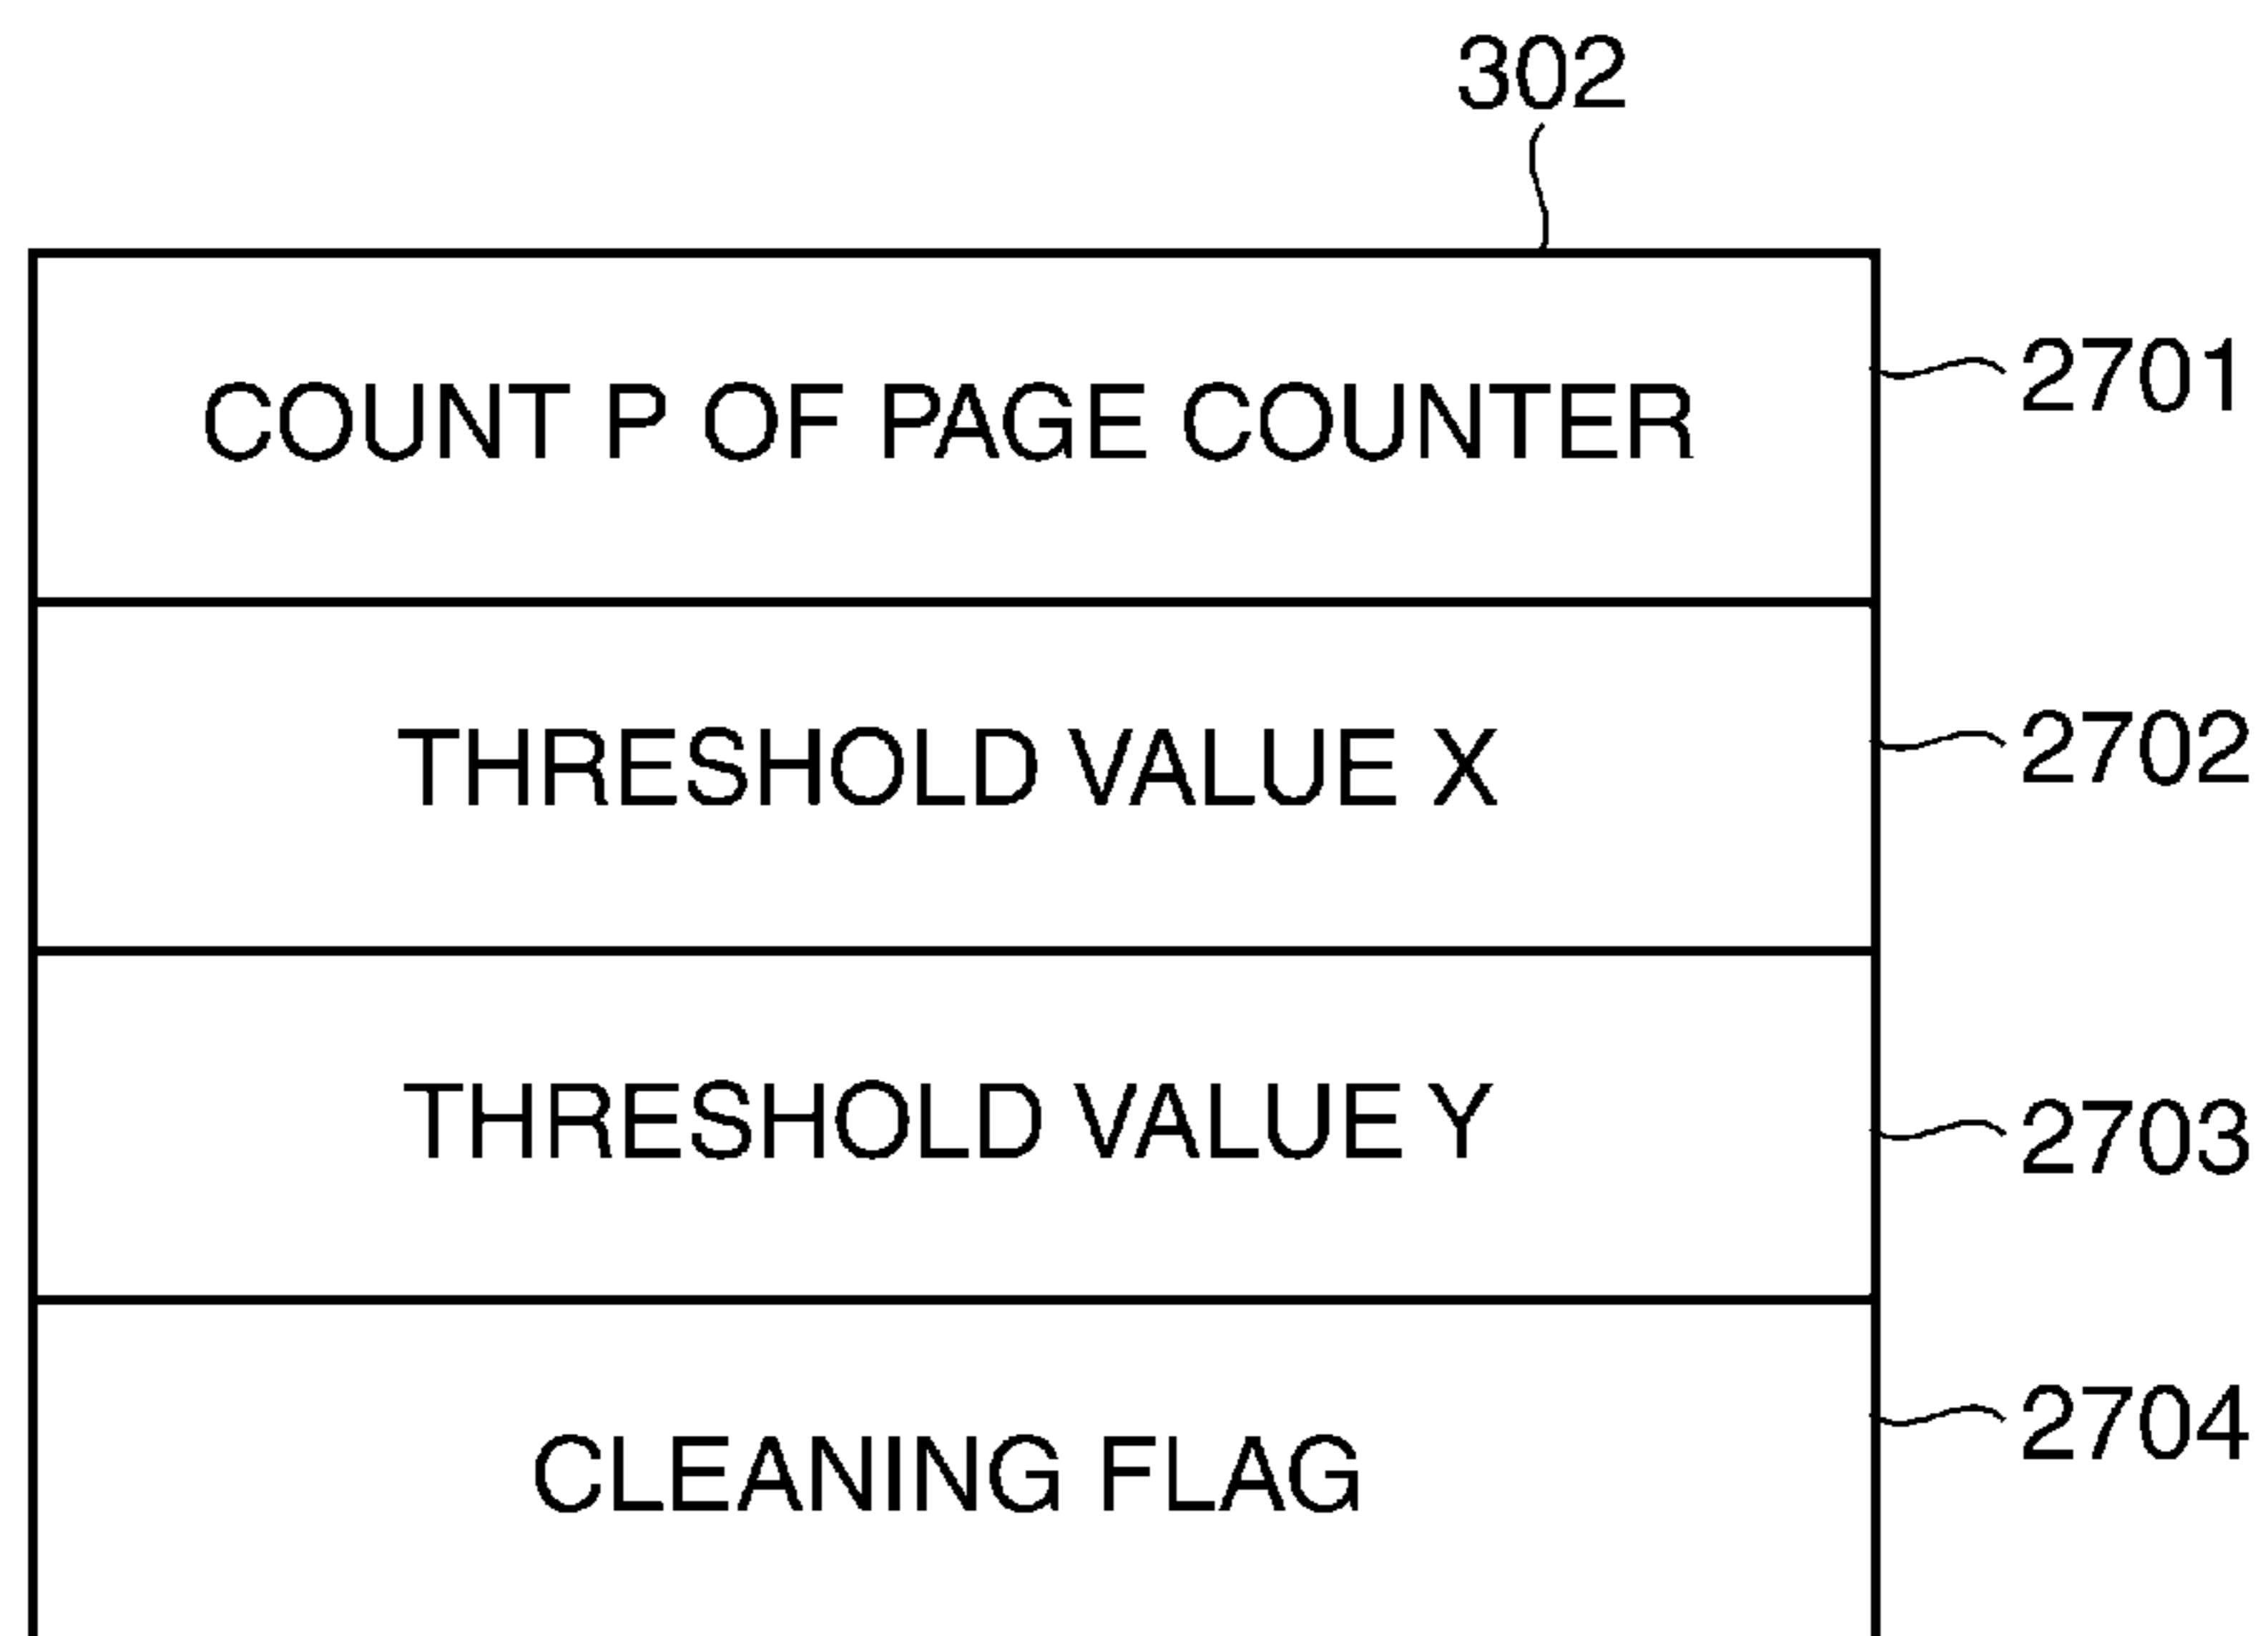 302
COUNT P OF PAGE COUNTER
2701
THRESHOLD VALUE X
2702
THRESHOLD VALUE Y
2703
CLEANING FLAG
2704